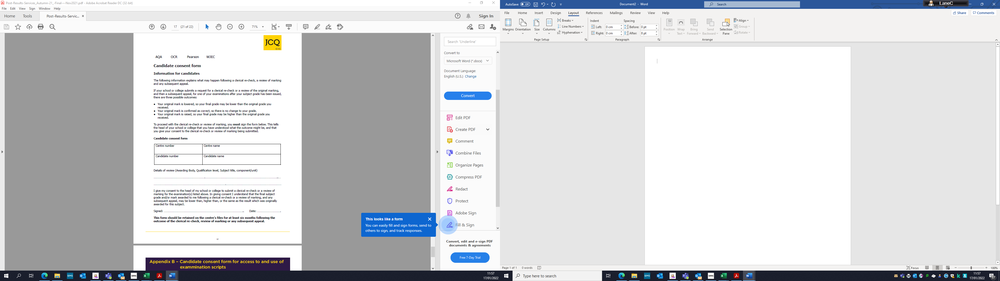 Post-Results-Services_Autumn-21_-Final-–-Nov2021.pdf - Adobe Acrobat Reader DC (32-bit)
File Edit View Sign Window Help
Home Tools Post-Results-Servic... × Sign In
17 (21 of 22) 71%
JCQ
CIC
AQA OCR Pearson WJEC
Candidate consent form
Information for candidates
The following information explains what may happen following a clerical re-check, a review of marking
and any subsequent appeal.
If your school or college submits a request for a clerical re-check or a review of the original marking,
and then a subsequent appeal, for one of your examinations after your subject grade has been issued,
there are three possible outcomes:
• Your original mark is lowered, so your final grade may be lower than the original grade you
received.
• Your original mark is confirmed as correct, so there is no change to your grade.
• Your original mark is raised, so your final grade may be higher than the original grade you
received.
To proceed with the clerical re-check or review of marking, you must sign the form below. This tells
the head of your school or college that you have understood what the outcome might be, and that
you give your consent to the clerical re-check or review of marking being submitted.
Candidate consent form
Centre number Centre name
Candidate number Candidate name
Details of review (Awarding Body, Qualification level, Subject title, component/unit)
I give my consent to the head of my school or college to submit a clerical re-check or a review of
marking for the examination(s) listed above. In giving consent I understand that the final subject
grade and/or mark awarded to me following a clerical re-check or a review of marking, and any
subsequent appeal, may be lower than, higher than, or the same as the result which was originally
awarded for this subject.
Signed: Date:
This form should be retained on the centre's files for at least six months following the
outcome of the clerical re-check, review of marking or any subsequent appeal.
17
Appendix B – Candidate consent form for access to and use of
exammination scripts
Search 'Underline'
Convert to
Microsoft Word (*.docx)
Document Language:
English (U.S.) Change
Convert
Edit PDF
Create PDF
Comment
Combine Files
Organize Pages
Compress PDF
Redact
Protect
Adobe Sign
Fill & Sign
This looks like a form
You can easily fill and sign forms, send to
others to sign, and track responses.
Convert, edit and e-sign PDF
documents & agreements
Free 7-Day Trial
SIMS SIMS
11:57
17/01/2022
AutoSave Off Document2 - Word Search LaneC
File Home Insert Design Layout References Mailings Review View Help Share Comments
Margins Orientation Size Columns
Breaks
Line Numbers
Hyphenation
Page Setup
Indent Spacing
Left: 0 cm Before: 0 pt
Right: 0 cm After: 8 pt
Paragraph
Position Wrap Text Bring Forward Send Backward Selection Pane
Align
Group
Rotate
Arrange
Page 1 of 1 0 words Focus 100%
Type here to search
SIMS SIMS
11:57
17/01/2022
37